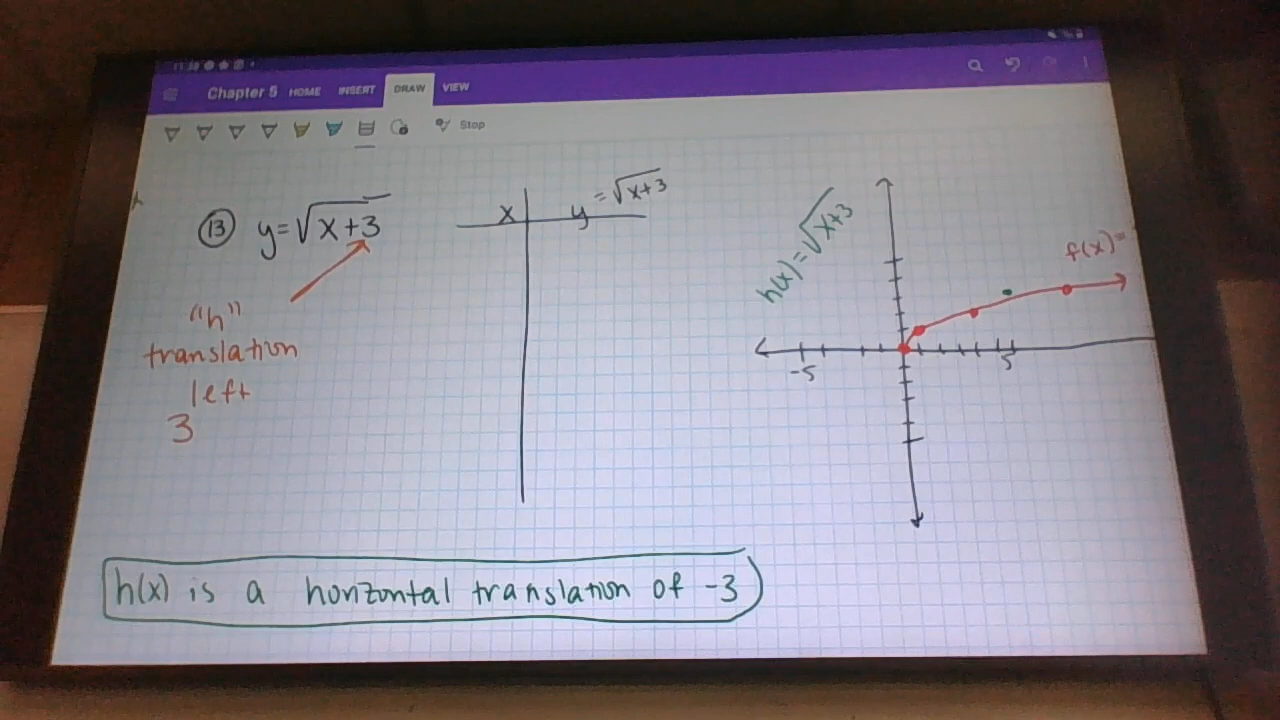 Chapter 5 HOME INSERT DRAW VIEW
Stop
13 y=√x+3
x y=√x+3
h(x)=√x+3
f(x)=
"h"
translation
left
3
-5 5
h(x) is a horizontal translation of -3